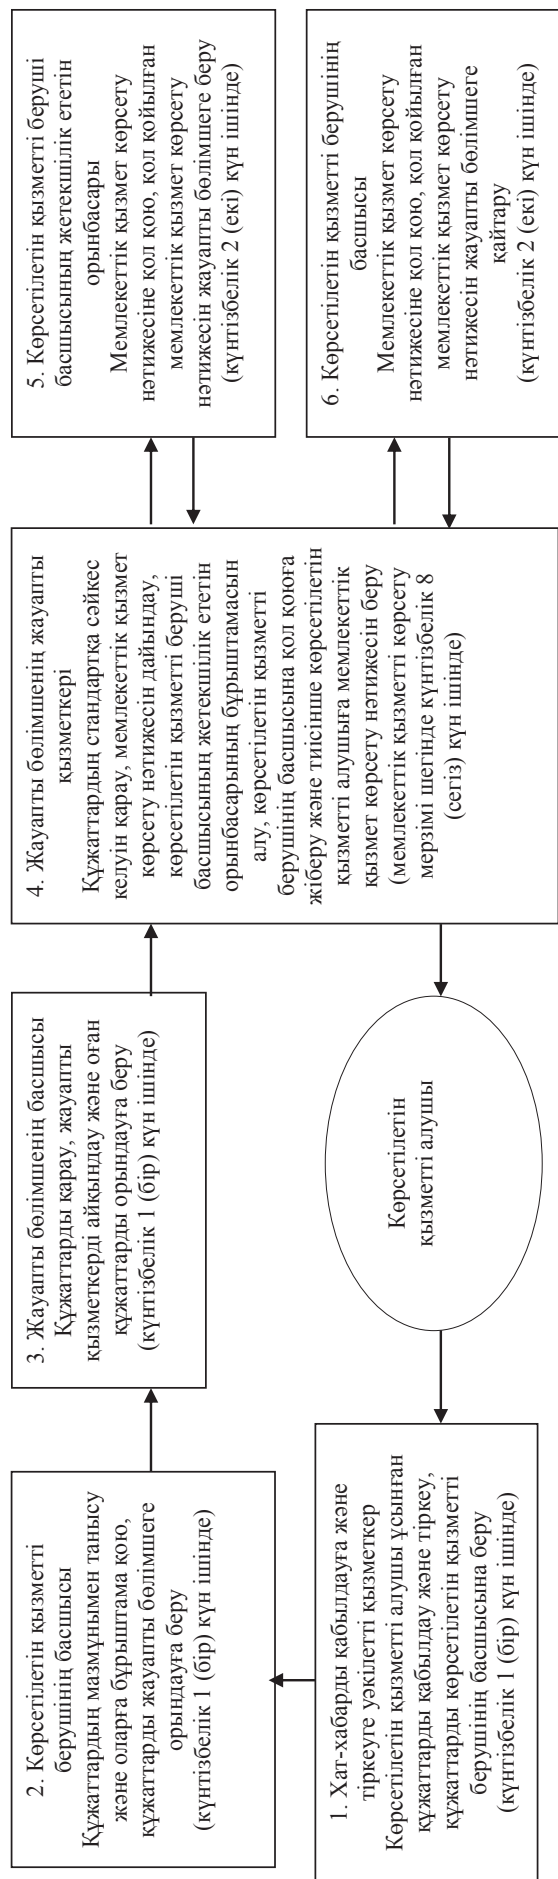 1. Хат-хабарды қабылдауға және
тіркеуге уәкілетті қызметкер
Көрсетілетін қызметті алушы ұсынған
құжаттарды қабылдау және тіркеу,
құжаттарды көрсетілетін қызметті
берушінің басшысына беру
(күнтізбелік 1 (бір) күн ішінде)
2. Көрсетілетін қызметті
берушінің басшысы
Құжаттардың мазмұнымен танысу
және оларға бұрыштама қою,
құжаттарды жауапты бөлімшеге
орындауға беру
(күнтізбелік 1 (бір) күн ішінде)
3. Жауапты бөлімшенің басшысы
Құжаттарды қарау, жауапты
қызметкерді айқындау және оған
құжаттарды орындауға беру
(күнтізбелік 1 (бір) күн ішінде)
4. Жауапты бөлімшенің жауапты
қызметкері
Құжаттардың стандартқа сәйкес
келуін қарау, мемлекеттік қызмет
көрсету нәтижесін дайындау,
көрсетілетін қызметті беруші
басшысының жетекшілік ететін
орынбасарының бұрыштамасын
алу, көрсетілетін қызметті
берушінің басшысына қол қоюға
жіберу және тиісінше көрсетілетін
қызметті алушыға мемлекеттік
қызмет көрсету нәтижесін беру
(мемлекеттік қызметті көрсету
мерзімі шегінде күнтізбелік 8
(сегіз) күн ішінде)
5. Көрсетілетін қызметті беруші
басшысының жетекшілік ететін
орынбасары
Мемлекеттік қызмет көрсету
нәтижесіне қол қою, қол қойылған
мемлекеттік қызмет көрсету
нәтижесін жауапты бөлімшеге беру
(күнтізбелік 2 (екі) күн ішінде)
6. Көрсетілетін қызметті берушінің
басшысы
Мемлекеттік қызмет көрсету
нәтижесіне қол қою, қол қойылған
мемлекеттік қызмет көрсету
нәтижесін жауапты бөлімшеге
қайтару
(күнтізбелік 2 (екі) күн ішінде)
Көрсетілетін
қызметті алушы